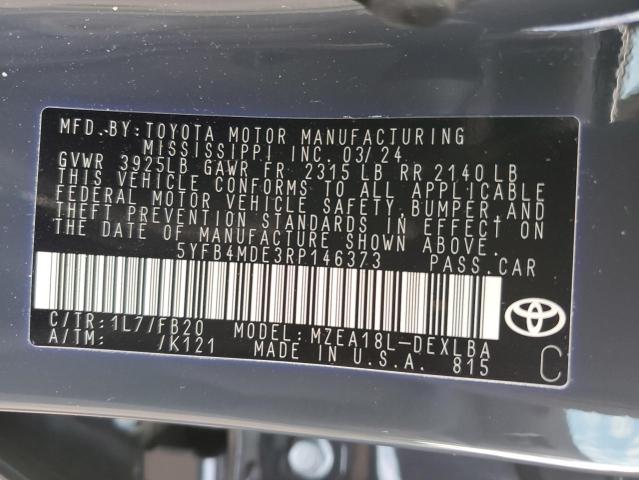 MFD. BY: TOYOTA MOTOR MANUFACTURING
MISSISSIPPI INC. 03/24
GVWR 3925LB GAWR FR 2315 LB RR 2140 LB
THIS VEHICLE CONFORMS TO ALL APPLICABLE
FEDERAL MOTOR VEHICLE SAFETY, BUMPER, AND
THEFT PREVENTION STANDARDS IN EFFECT ON
THE DATE OF MANUFACTURE SHOWN ABOVE.
5YFB4MDE3RP146373 PASS.CAR
C/TR: 1L7/FB20 MODEL: MZEA18L-DEXLBA
A/TM: /K121 MADE IN U.S.A. 815
C